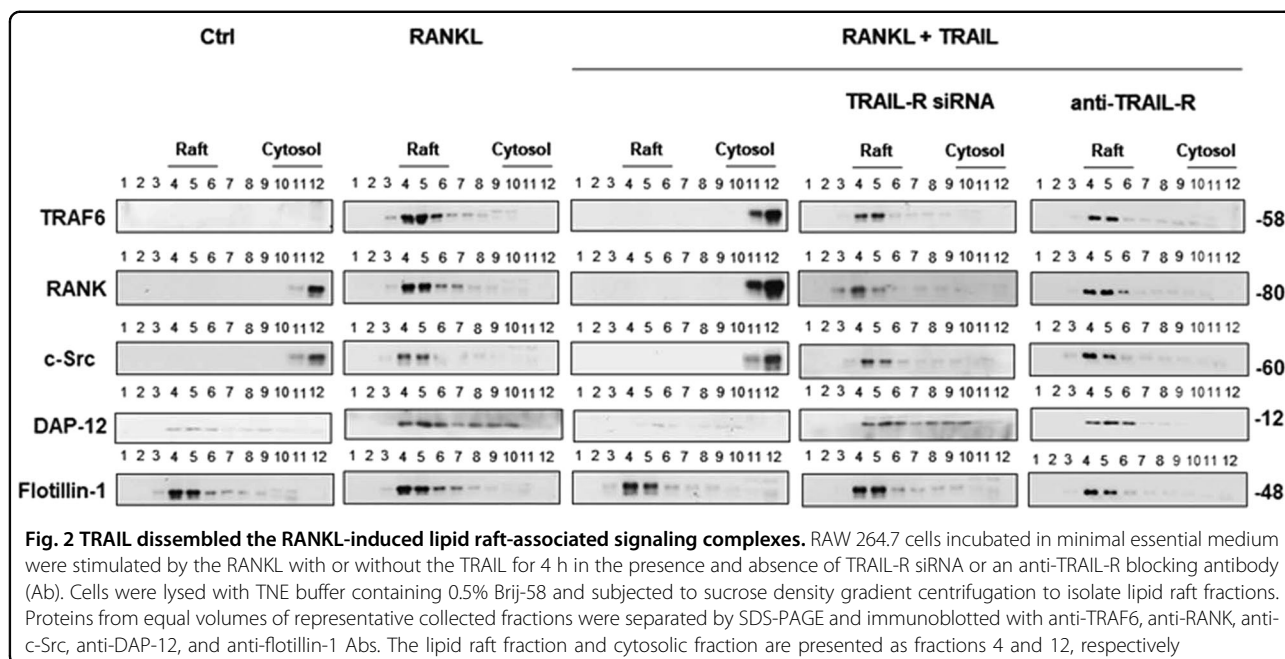 Ctrl RANKL RANKL + TRAIL
TRAIL-R siRNA anti-TRAIL-R
Raft Cytosol Raft Cytosol Raft Cytosol Raft Cytosol Raft Cytosol
1 2 3 4 5 6 7 8 9 10 11 12 1 2 3 4 5 6 7 8 9 10 11 12 1 2 3 4 5 6 7 8 9 10 11 12 1 2 3 4 5 6 7 8 9 10 11 12 1 2 3 4 5 6 7 8 9 10 11 12
TRAF6 -58
1 2 3 4 5 6 7 8 9 10 11 12 1 2 3 4 5 6 7 8 9 10 11 12 1 2 3 4 5 6 7 8 9 10 11 12 1 2 3 4 5 6 7 8 9 10 11 12 1 2 3 4 5 6 7 8 9 10 11 12
RANK -80
1 2 3 4 5 6 7 8 9 10 11 12 1 2 3 4 5 6 7 8 9 10 11 12 1 2 3 4 5 6 7 8 9 10 11 12 1 2 3 4 5 6 7 8 9 10 11 12 1 2 3 4 5 6 7 8 9 10 11 12
c-Src -60
1 2 3 4 5 6 7 8 9 10 11 12 1 2 3 4 5 6 7 8 9 10 11 12 1 2 3 4 5 6 7 8 9 10 11 12 1 2 3 4 5 6 7 8 9 10 11 12 1 2 3 4 5 6 7 8 9 10 11 12
DAP-12 -12
1 2 3 4 5 6 7 8 9 10 11 12 1 2 3 4 5 6 7 8 9 10 11 12 1 2 3 4 5 6 7 8 9 10 11 12 1 2 3 4 5 6 7 8 9 10 11 12 1 2 3 4 5 6 7 8 9 10 11 12
Flotillin-1 -48
Fig. 2 TRAIL dissembled the RANKL-induced lipid raft-associated signaling complexes. RAW 264.7 cells incubated in minimal essential medium
were stimulated by the RANKL with or without the TRAIL for 4 h in the presence and absence of TRAIL-R siRNA or an anti-TRAIL-R blocking antibody
(Ab). Cells were lysed with TNE buffer containing 0.5% Brij-58 and subjected to sucrose density gradient centrifugation to isolate lipid raft fractions.
Proteins from equal volumes of representative collected fractions were separated by SDS-PAGE and immunoblotted with anti-TRAF6, anti-RANK, anti-
c-Src, anti-DAP-12, and anti-flotillin-1 Abs. The lipid raft fraction and cytosolic fraction are presented as fractions 4 and 12, respectively